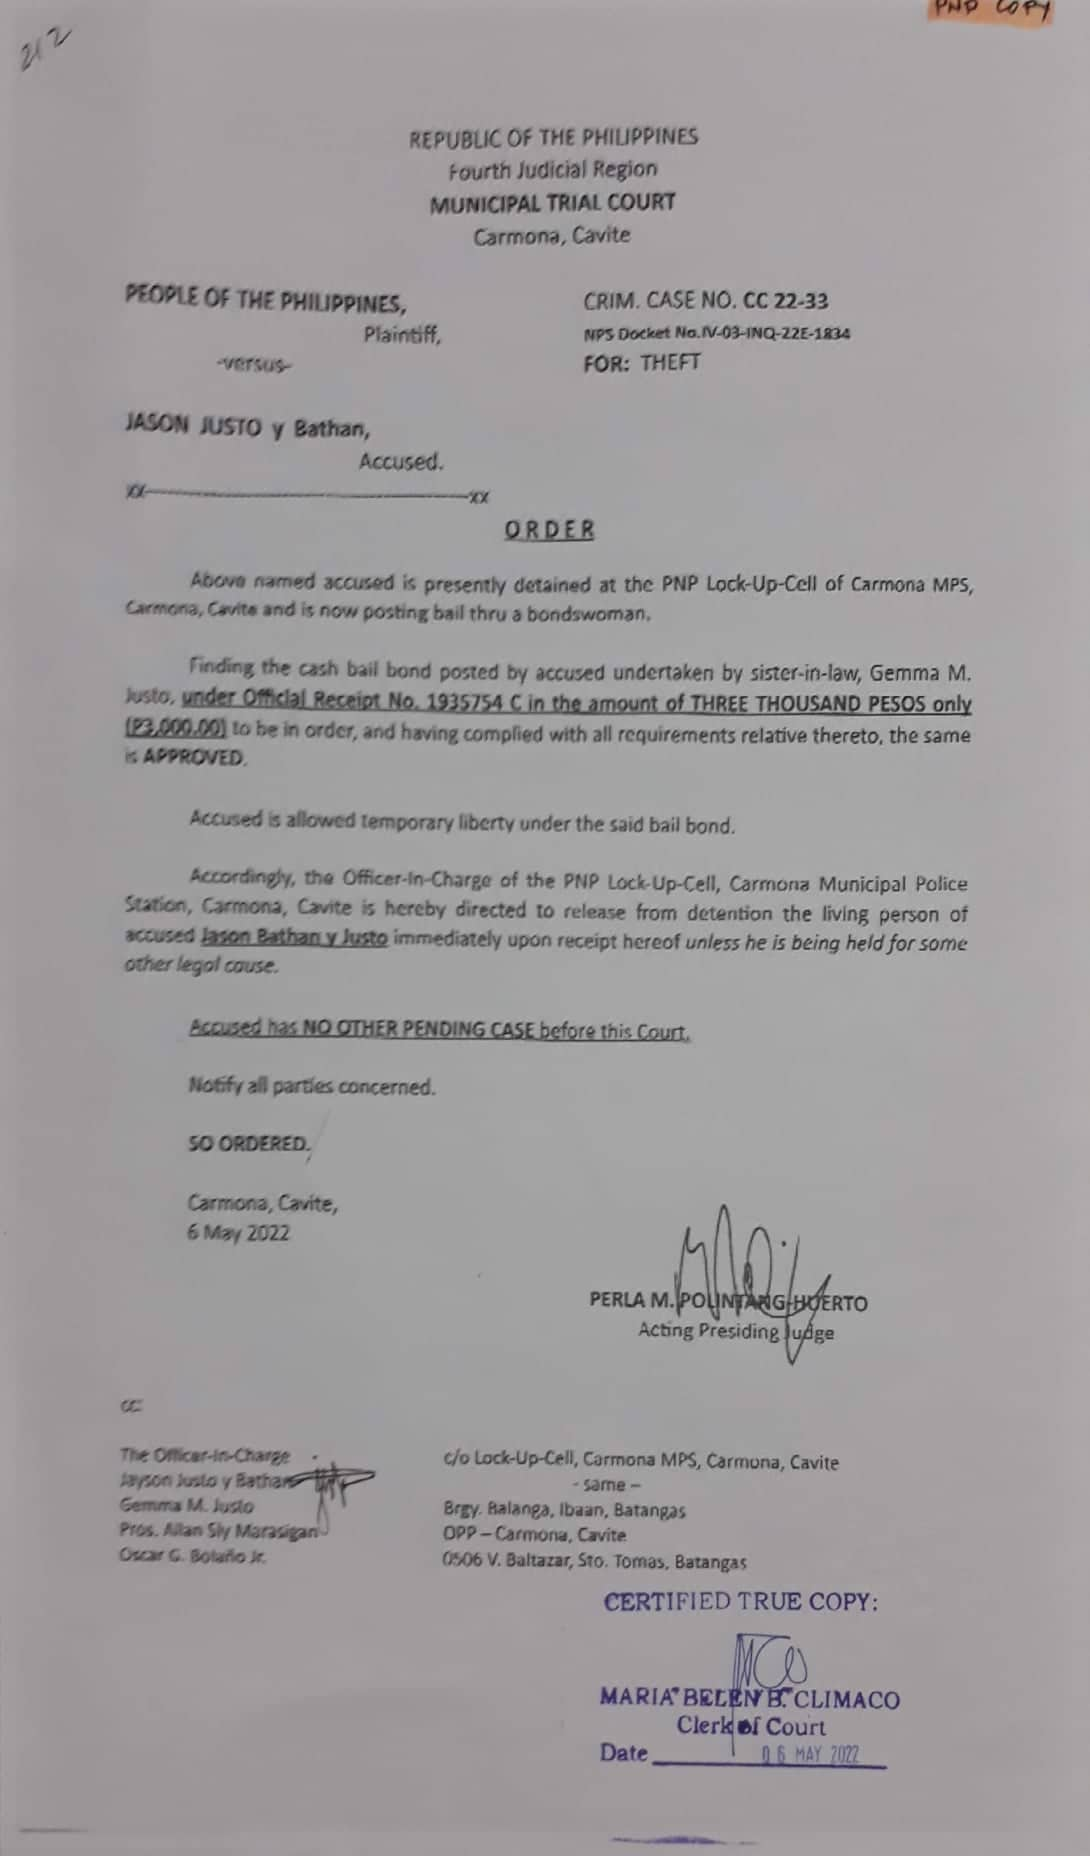 PNP COPY
212
REPUBLIC OF THE PHILIPPINES
Fourth Judicial Region
MUNICIPAL TRIAL COURT
Carmona, Cavite
PEOPLE OF THE PHILIPPINES,
Plaintiff,
-versus-
CRIM. CASE NO. CC 22-33
NPS Docket No.IV-03-INQ-22E-1834
FOR: THEFT
JASON JUSTO y Bathan,
Accused.
xx-----------------------------------------------xx
ORDER
Above named accused is presently detained at the PNP Lock-Up-Cell of Carmona MPS,
Carmona, Cavite and is now posting bail thru a bondswoman.
Finding the cash bail bond posted by accused undertaken by sister-in-law, Gemma M.
Justo, under Official Receipt No. 1935754 C in the amount of THREE THOUSAND PESOS only
(P3,000.00) to be in order, and having complied with all requirements relative thereto, the same
is APPROVED.
Accused is allowed temporary liberty under the said bail bond.
Accordingly, the Officer-In-Charge of the PNP Lock-Up-Cell, Carmona Municipal Police
Station, Carmona, Cavite is hereby directed to release from detention the living person of
accused Jason Bathan y Justo immediately upon receipt hereof unless he is being held for some
other legal cause.
Accused has NO OTHER PENDING CASE before this Court.
Notify all parties concerned.
SO ORDERED.
Carmona, Cavite,
6 May 2022
PERLA M. POLINTANG-HUERTO
Acting Presiding Judge
cc
The Officer-In-Charge c/o Lock-Up-Cell, Carmona MPS, Carmona, Cavite
Jayson Justo y Bathan - same –
Gemma M. Justo Brgy. Balanga, Ibaan, Batangas
Pros. Allan Sly Marasigan OPP – Carmona, Cavite
Oscar G. Bolaño Jr. 0506 V. Baltazar, Sto. Tomas, Batangas
CERTIFIED TRUE COPY:
MARIA BELEN B. CLIMACO
Clerk of Court
Date 06 MAY 2022